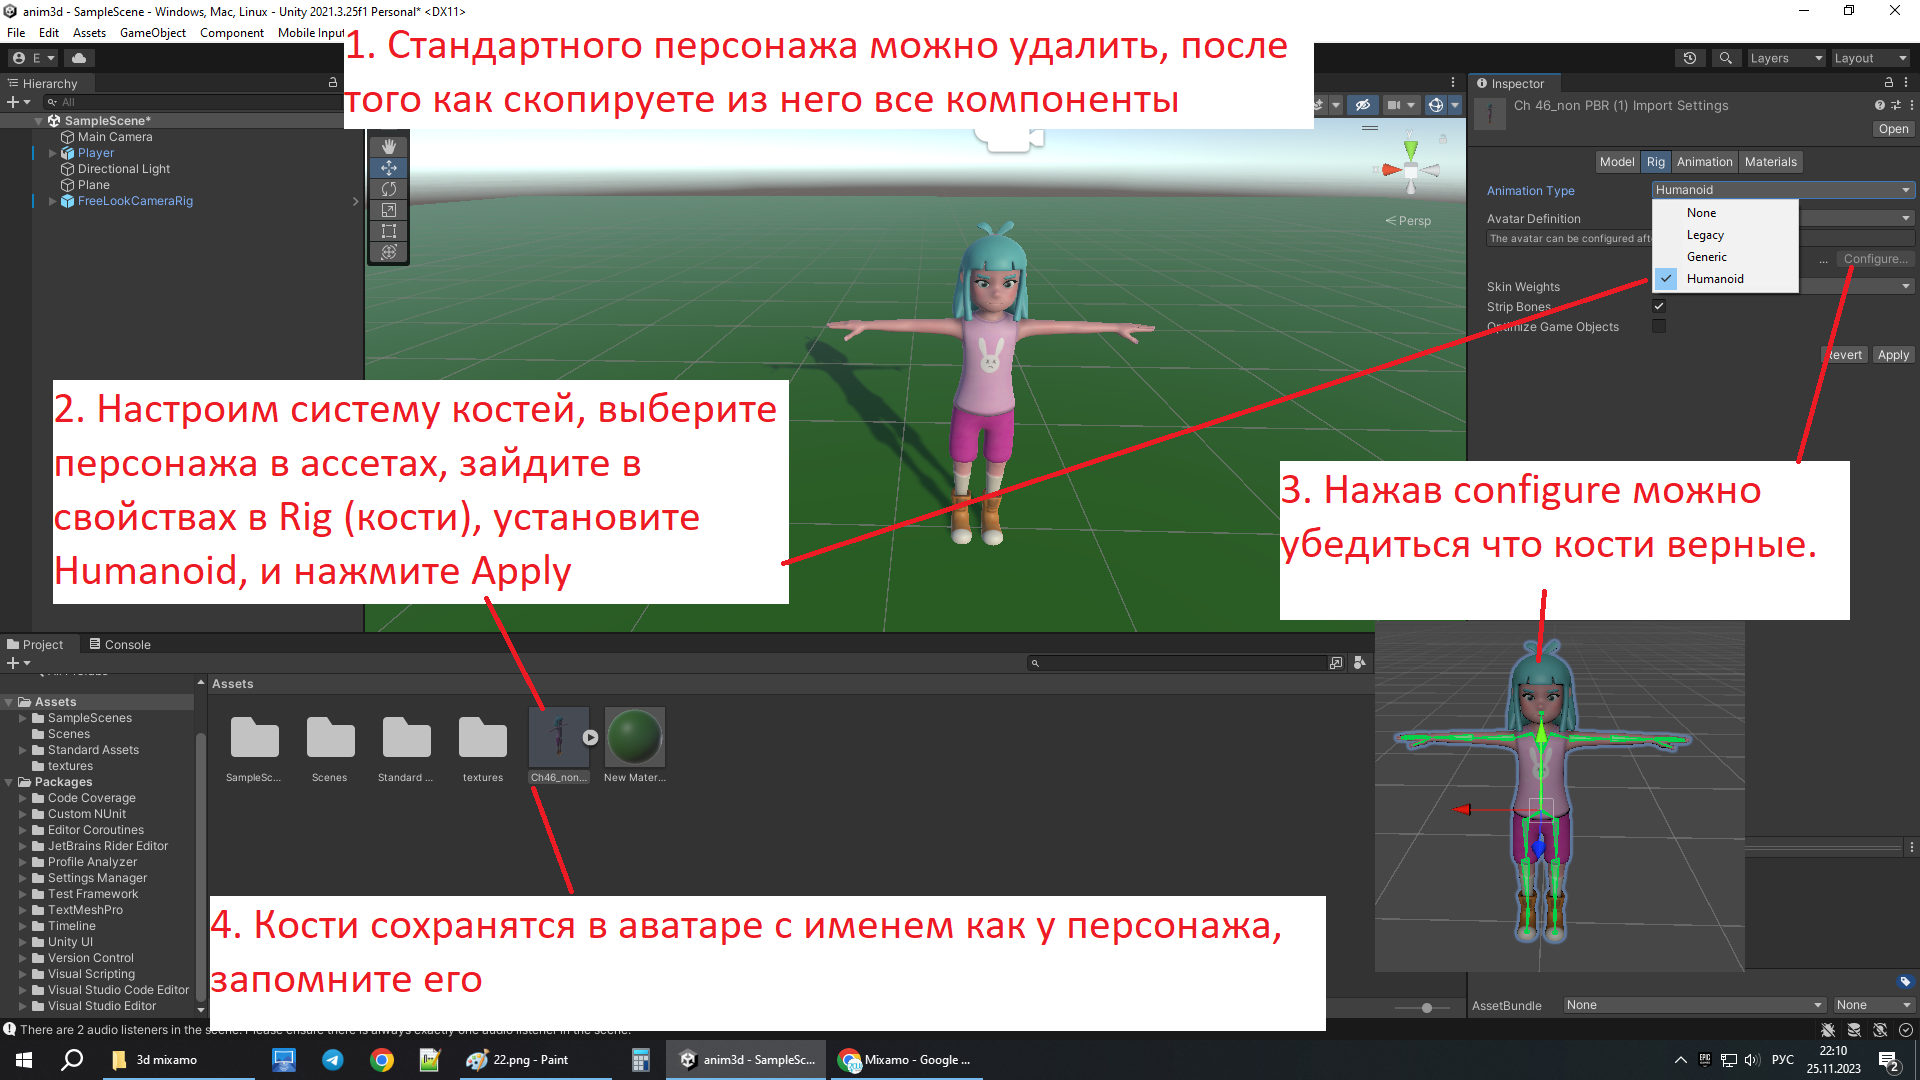 anim3d - SampleScene - Windows, Mac, Linux - Unity 2021.3.25f1 Personal* <DX11>
File Edit Assets GameObject Component Mobile Input
1. Стандартного персонажа можно удалить, после
того как скопируете из него все компоненты
E
Layers
Layout
Hierarchy
All
SampleScene*
Main Camera
Player
Directional Light
Plane
FreeLookCameraRig
Persp
Inspector
Ch 46_non PBR (1) Import Settings
Open
Model Rig Animation Materials
Animation Type Humanoid
None
Legacy
Generic
Humanoid
Avatar Definition
The avatar can be configured aft
... Configure...
Skin Weights
Strip Bones
Optimize Game Objects
Revert Apply
2. Настроим систему костей, выберите
персонажа в ассетах, зайдите в
свойствах в Rig (кости), установите
Humanoid, и нажмите Apply
3. Нажав configure можно
убедиться что кости верные.
Project Console
Assets
SampleScenes
Scenes
Standard Assets
textures
Packages
Code Coverage
Custom NUnit
Editor Coroutines
JetBrains Rider Editor
Profile Analyzer
Settings Manager
Test Framework
TextMeshPro
Timeline
Unity UI
Version Control
Visual Scripting
Visual Studio Code Editor
Visual Studio Editor
Assets
SampleSc... Scenes Standard ... textures Ch46_non... New Mater...
4. Кости сохранятся в аватаре с именем как у персонажа,
запомните его
AssetBundle None None
There are 2 audio listeners in the scene. Please ensure there is always exactly one audio listener in the scene.
3d mixamo
22.png - Paint
anim3d - SampleSc...
Mixamo - Google ...
РУС
22:10
25.11.2023
2